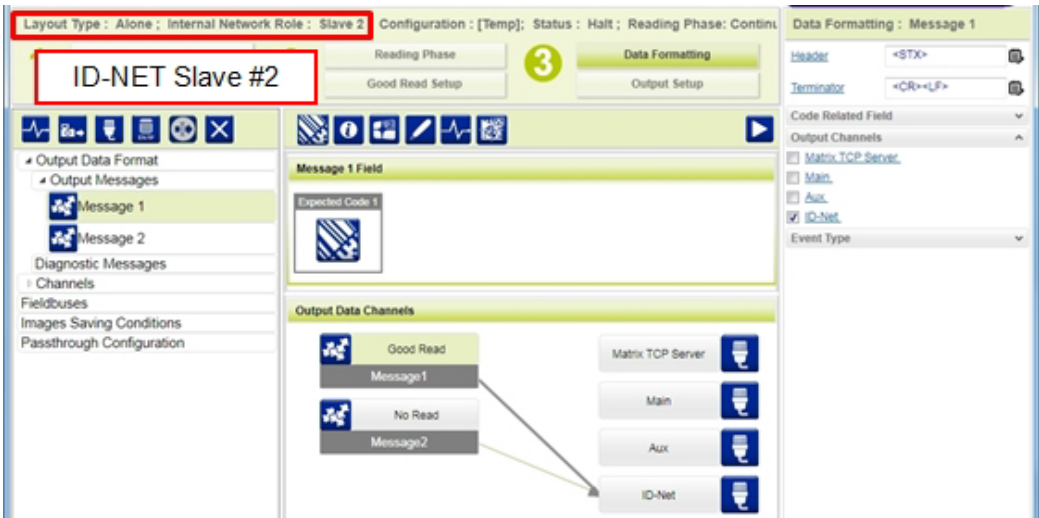 Layout Type : Alone ; Internal Network Role : Slave 2 Configuration : [Temp]; Status : Halt ; Reading Phase: Continu
ID-NET Slave #2
Reading Phase
Good Read Setup
3
Data Formatting
Output Setup
Output Data Format
Output Messages
Message 1
Message 2
Diagnostic Messages
Channels
Fieldbuses
Images Saving Conditions
Passthrough Configuration
Message 1 Field
Expected Code 1
Output Data Channels
Good Read
Message1
No Read
Message2
Matrix TCP Server
Main
Aux
ID-Net
Data Formatting : Message 1
Header <STX>
Terminator <CR><LF>
Code Related Field
Output Channels
Matrix TCP Server
Main
Aux
ID-Net
Event Type